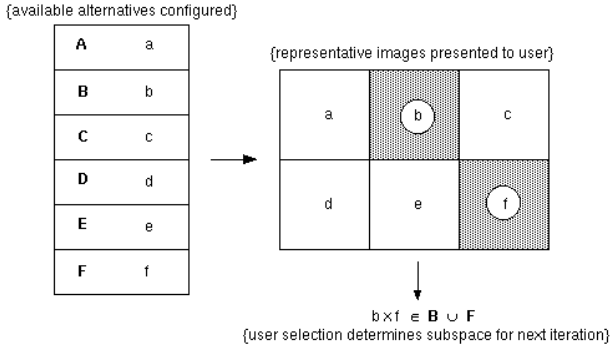 {available alternatives configured}
A a
B b
C c
D d
E e
F f
{representative images presented to user}
a b c
d e f
b×f ∈ B ∪ F
{user selection determines subspace for next iteration}